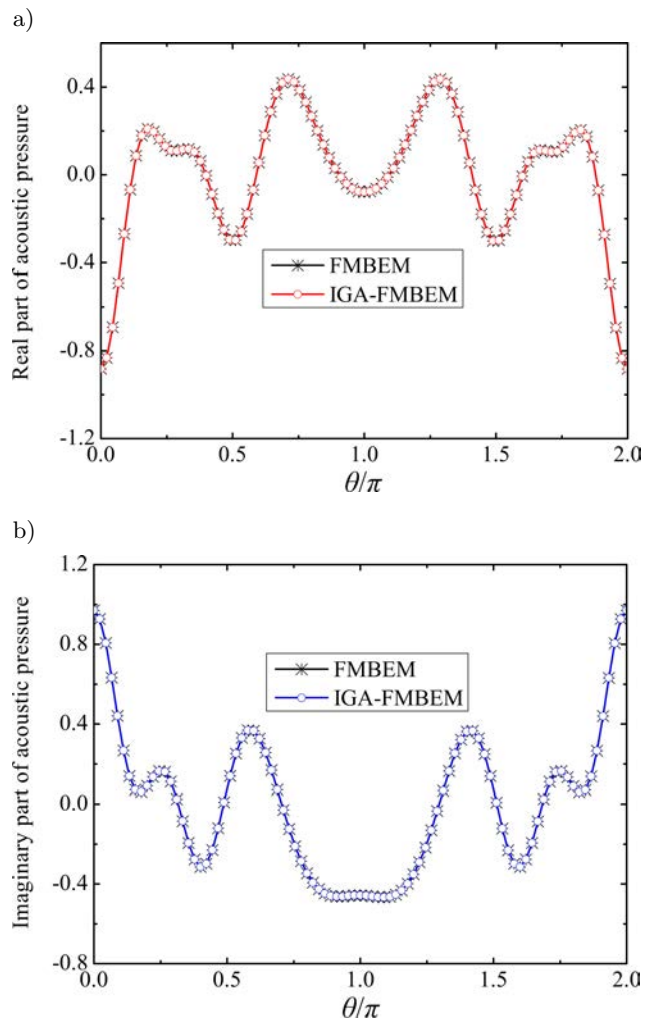 a)
Real part of acoustic pressure
0.4
0.0
-0.4
-0.8
-1.2
FMBEM
IGA-FMBEM
0.0 0.5 1.0 1.5 2.0
θ/π
b)
Imaginary part of acoustic pressure
1.2
0.8
0.4
0.0
-0.4
-0.8
FMBEM
IGA-FMBEM
0.0 0.5 1.0 1.5 2.0
θ/π